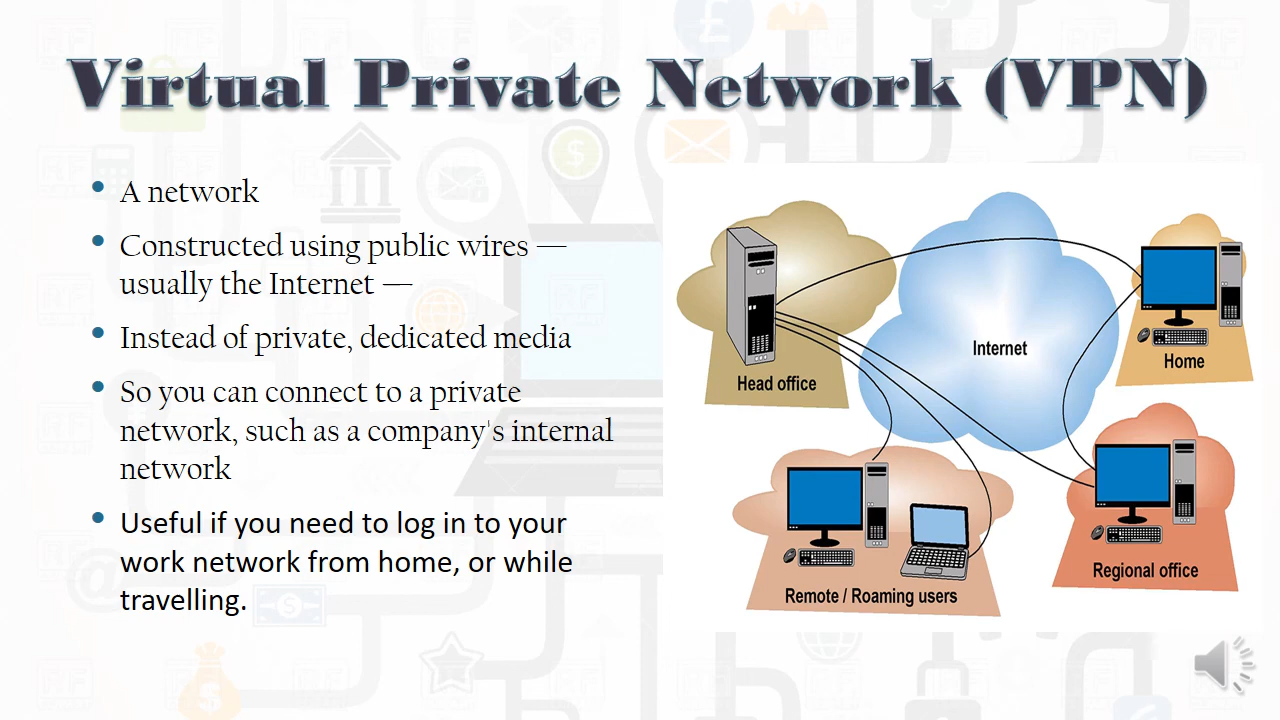 Virtual Private Network (VPN)
A network
Constructed using public wires —
usually the Internet —
Instead of private, dedicated media
So you can connect to a private
network, such as a company's internal
network
Useful if you need to log in to your
work network from home, or while
travelling.
Internet
Head office
Home
Remote / Roaming users
Regional office